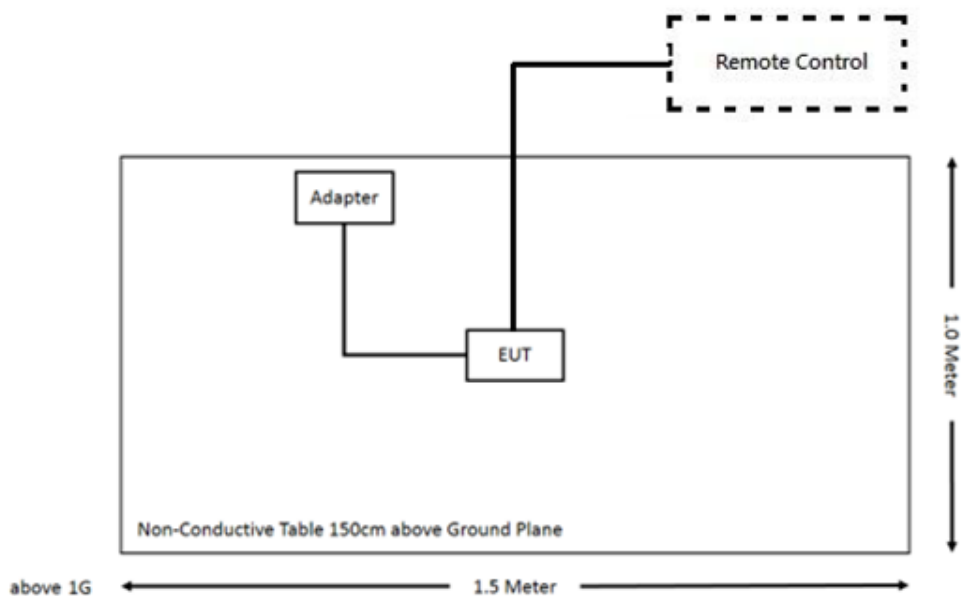 Remote Control
Adapter
EUT
1.0 Meter
Non-Conductive Table 150cm above Ground Plane
above 1G
1.5 Meter